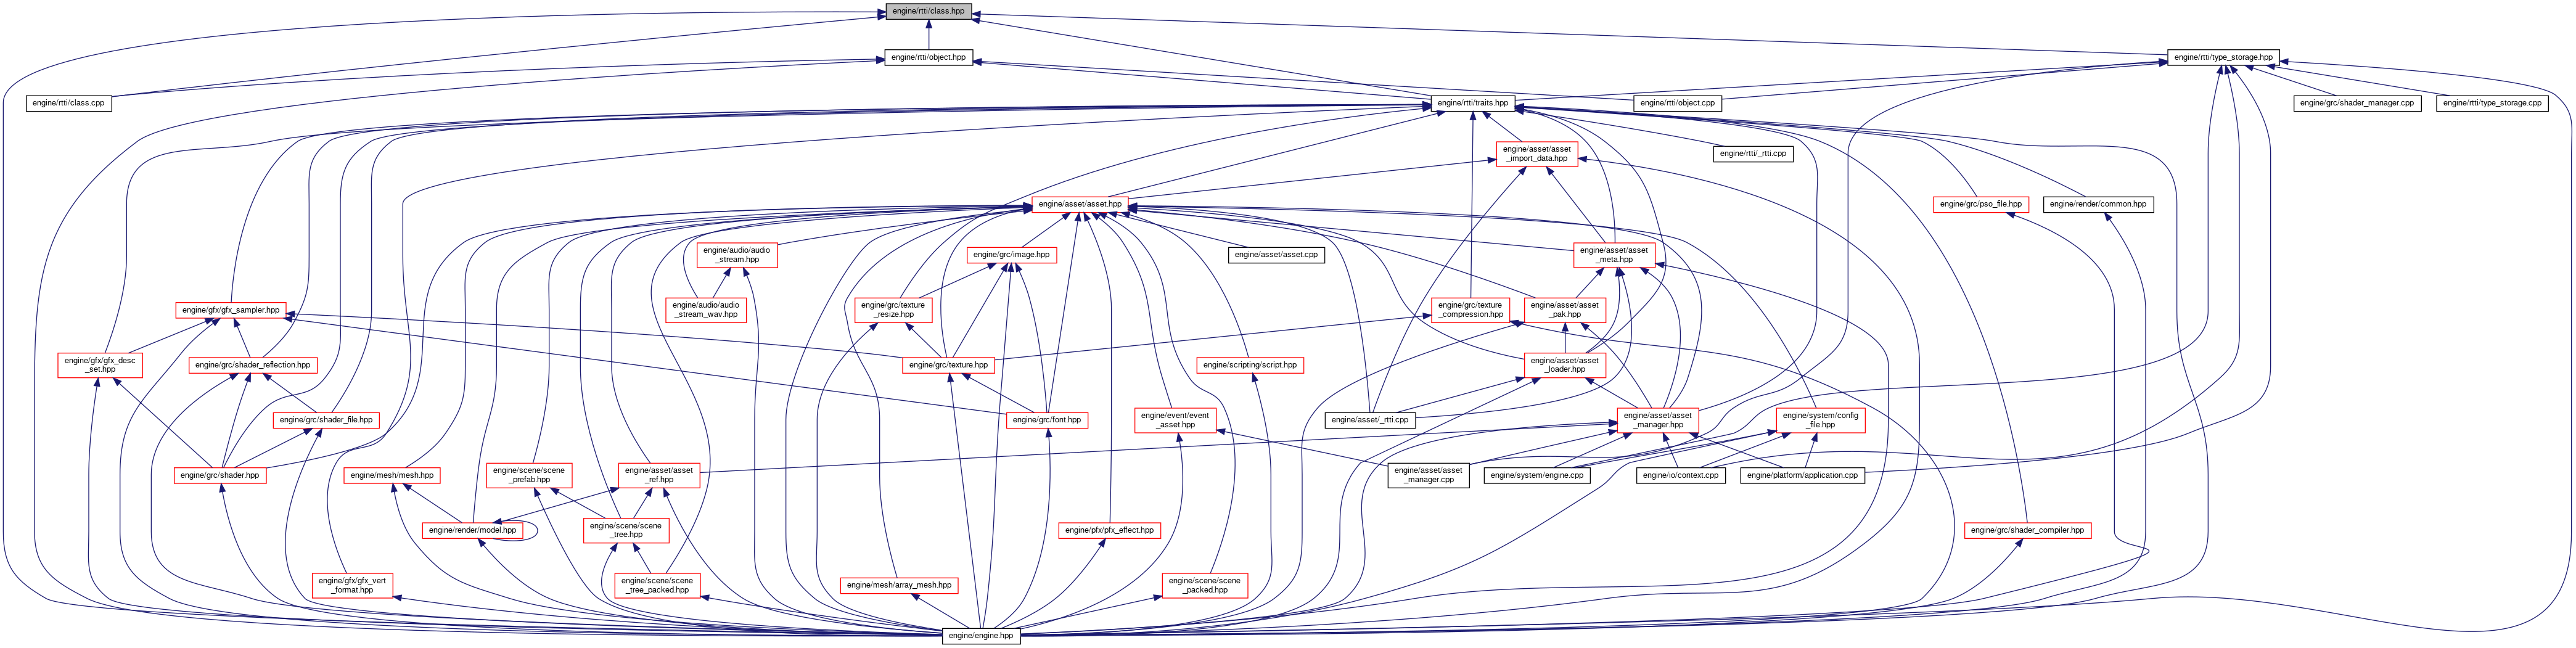 engine/rtti/class.hpp
engine/rtti/object.hpp
engine/rtti/type_storage.hpp
engine/rtti/class.cpp
engine/rtti/traits.hpp
engine/rtti/object.cpp
engine/grc/shader_manager.cpp
engine/rtti/type_storage.cpp
engine/asset/asset
_import_data.hpp
engine/rtti/_rtti.cpp
engine/asset/asset.hpp
engine/grc/pso_file.hpp
engine/render/common.hpp
engine/audio/audio
_stream.hpp
engine/grc/image.hpp
engine/asset/asset.cpp
engine/asset/asset
_meta.hpp
engine/gfx/gfx_sampler.hpp
engine/audio/audio
_stream_wav.hpp
engine/grc/texture
_resize.hpp
engine/grc/texture
_compression.hpp
engine/asset/asset
_pak.hpp
engine/gfx/gfx_desc
_set.hpp
engine/grc/shader_reflection.hpp
engine/grc/texture.hpp
engine/scripting/script.hpp
engine/asset/asset
_loader.hpp
engine/grc/shader_file.hpp
engine/grc/font.hpp
engine/event/event
_asset.hpp
engine/asset/_rtti.cpp
engine/asset/asset
_manager.hpp
engine/system/config
_file.hpp
engine/grc/shader.hpp
engine/mesh/mesh.hpp
engine/scene/scene
_prefab.hpp
engine/asset/asset
_ref.hpp
engine/asset/asset
_manager.cpp
engine/system/engine.cpp
engine/io/context.cpp
engine/platform/application.cpp
engine/render/model.hpp
engine/scene/scene
_tree.hpp
engine/pfx/pfx_effect.hpp
engine/grc/shader_compiler.hpp
engine/gfx/gfx_vert
_format.hpp
engine/scene/scene
_tree_packed.hpp
engine/mesh/array_mesh.hpp
engine/scene/scene
_packed.hpp
engine/engine.hpp